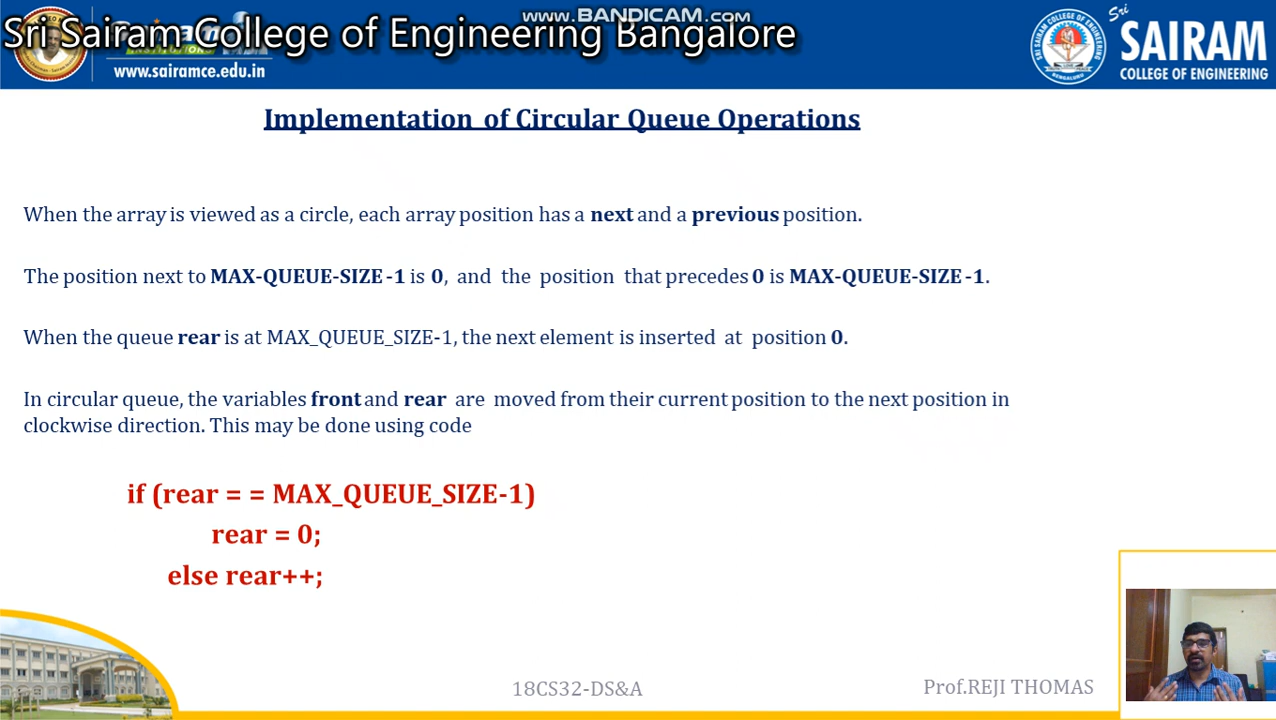 www.BANDICAM.com
Sri Sairam College of Engineering Bangalore
www.sairamce.edu.in
Sri
SAIRAM
COLLEGE OF ENGINEERING
Implementation of Circular Queue Operations
When the array is viewed as a circle, each array position has a next and a previous position.
The position next to MAX-QUEUE-SIZE -1 is 0, and the position that precedes 0 is MAX-QUEUE-SIZE -1.
When the queue rear is at MAX_QUEUE_SIZE-1, the next element is inserted at position 0.
In circular queue, the variables front and rear are moved from their current position to the next position in
clockwise direction. This may be done using code
if (rear = = MAX_QUEUE_SIZE-1)
rear = 0;
else rear++;
18CS32-DS&A
Prof.REJI THOMAS